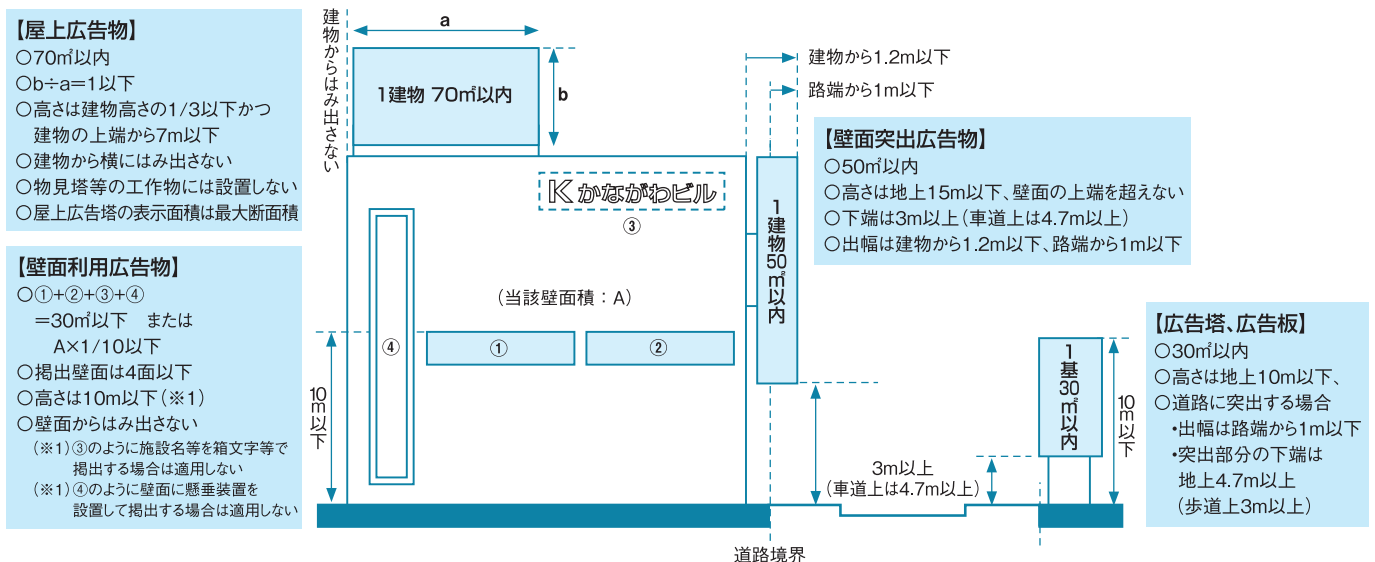 【屋上広告物】
○70㎡以内
○b÷a=1以下
○高さは建物高さの1/3以下かつ
建物の上端から7m以下
○建物から横にはみ出さない
○物見塔等の工作物には設置しない
○屋上広告塔の表示面積は最大断面積
【壁面利用広告物】
○①+②+③+④
=30㎡以下 または
A×1/10以下
○掲出壁面は4面以下
○高さは10m以下(※1)
○壁面からはみ出さない
(※1)③のように施設名等を箱文字等で
掲出する場合は適用しない
(※1)④のように壁面に懸垂装置を
設置して掲出する場合は適用しない
建物からはみ出さない
a
b
1建物 70㎡以内
Kかながわビル
③
(当該壁面積:A)
④
①
②
10m以下
1建物50㎡以内
建物から1.2m以下
路端から1m以下
【壁面突出広告物】
○50㎡以内
○高さは地上15m以下、壁面の上端を超えない
○下端は3m以上(車道上は4.7m以上)
○出幅は建物から1.2m以下、路端から1m以下
3m以上
(車道上は4.7m以上)
道路境界
1基30㎡以内
10m以下
【広告塔、広告板】
○30㎡以内
○高さは地上10m以下、
○道路に突出する場合
・出幅は路端から1m以下
・突出部分の下端は
地上4.7m以上
(歩道上3m以上)